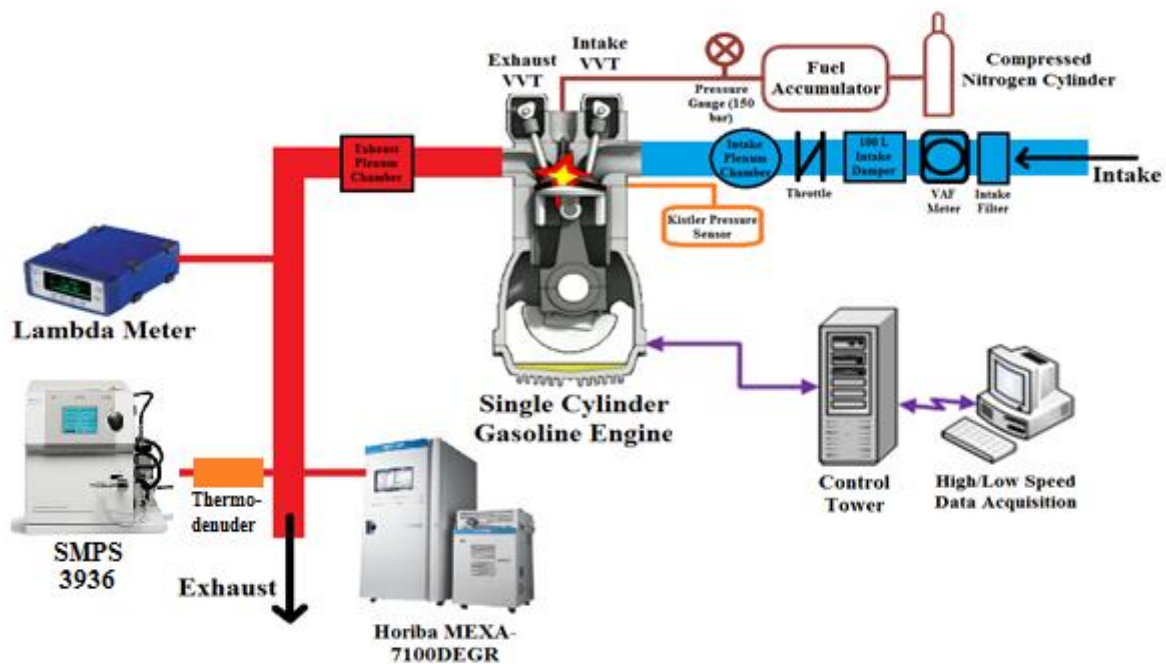 Exhaust
VVT
Intake
VVT
Pressure
Gauge (150
bar)
Fuel
Accumulator
Compressed
Nitrogen Cylinder
Exhaust
Plenum
Chamber
Intake
Plenum
Chamber
Throttle
100 L
Intake
Damper
VAF
Meter
Intake
Filter
Intake
Kistler Pressure
Sensor
Lambda Meter
Single Cylinder
Gasoline Engine
Control
Tower
High/Low Speed
Data Acquisition
Thermo-
denuder
SMPS
3936
Exhaust
Horiba MEXA-
7100DEGR